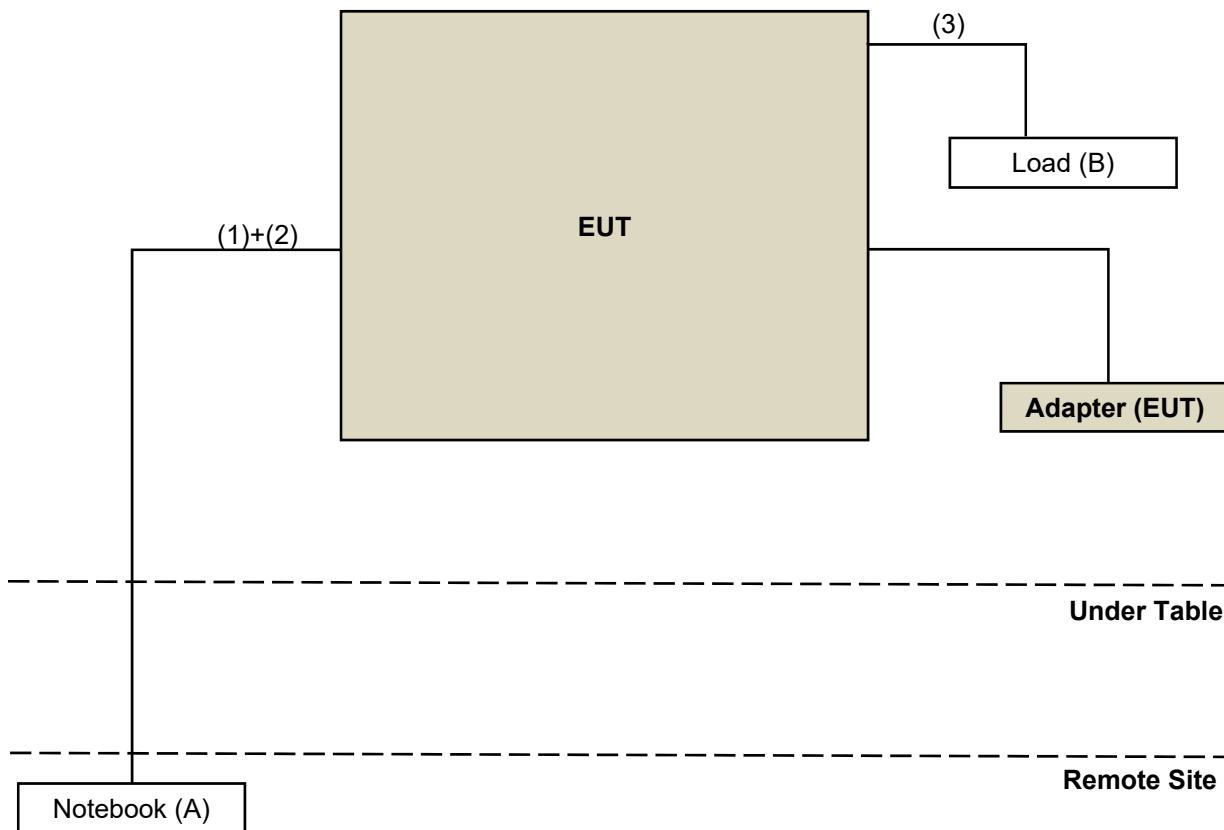 (3)
Load (B)
EUT
(1)+(2)
Adapter (EUT)
Under Table
Remote Site
Notebook (A)